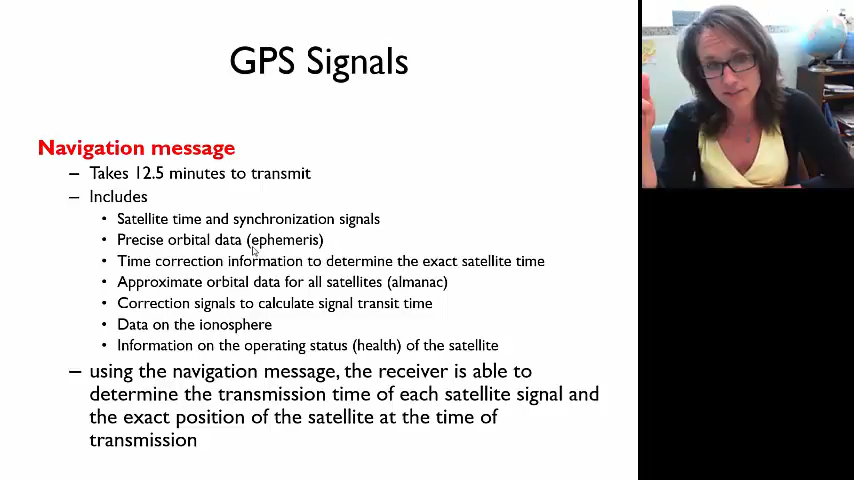 GPS Signals
Navigation message
– Takes 12.5 minutes to transmit
– Includes
• Satellite time and synchronization signals
• Precise orbital data (ephemeris)
• Time correction information to determine the exact satellite time
• Approximate orbital data for all satellites (almanac)
• Correction signals to calculate signal transit time
• Data on the ionosphere
• Information on the operating status (health) of the satellite
– using the navigation message, the receiver is able to
determine the transmission time of each satellite signal and
the exact position of the satellite at the time of
transmission